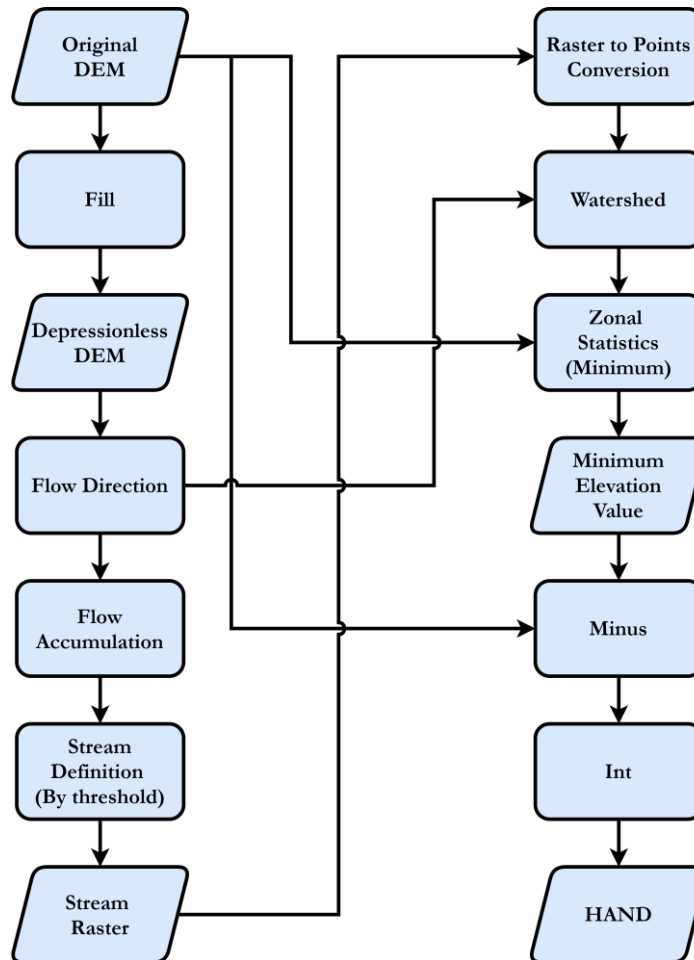 Original
DEM
Fill
Depressionless
DEM
Flow Direction
Flow
Accumulation
Stream
Definition
(By threshold)
Stream
Raster
Raster to Points
Conversion
Watershed
Zonal
Statistics
(Minimum)
Minimum
Elevation
Value
Minus
Int
HAND